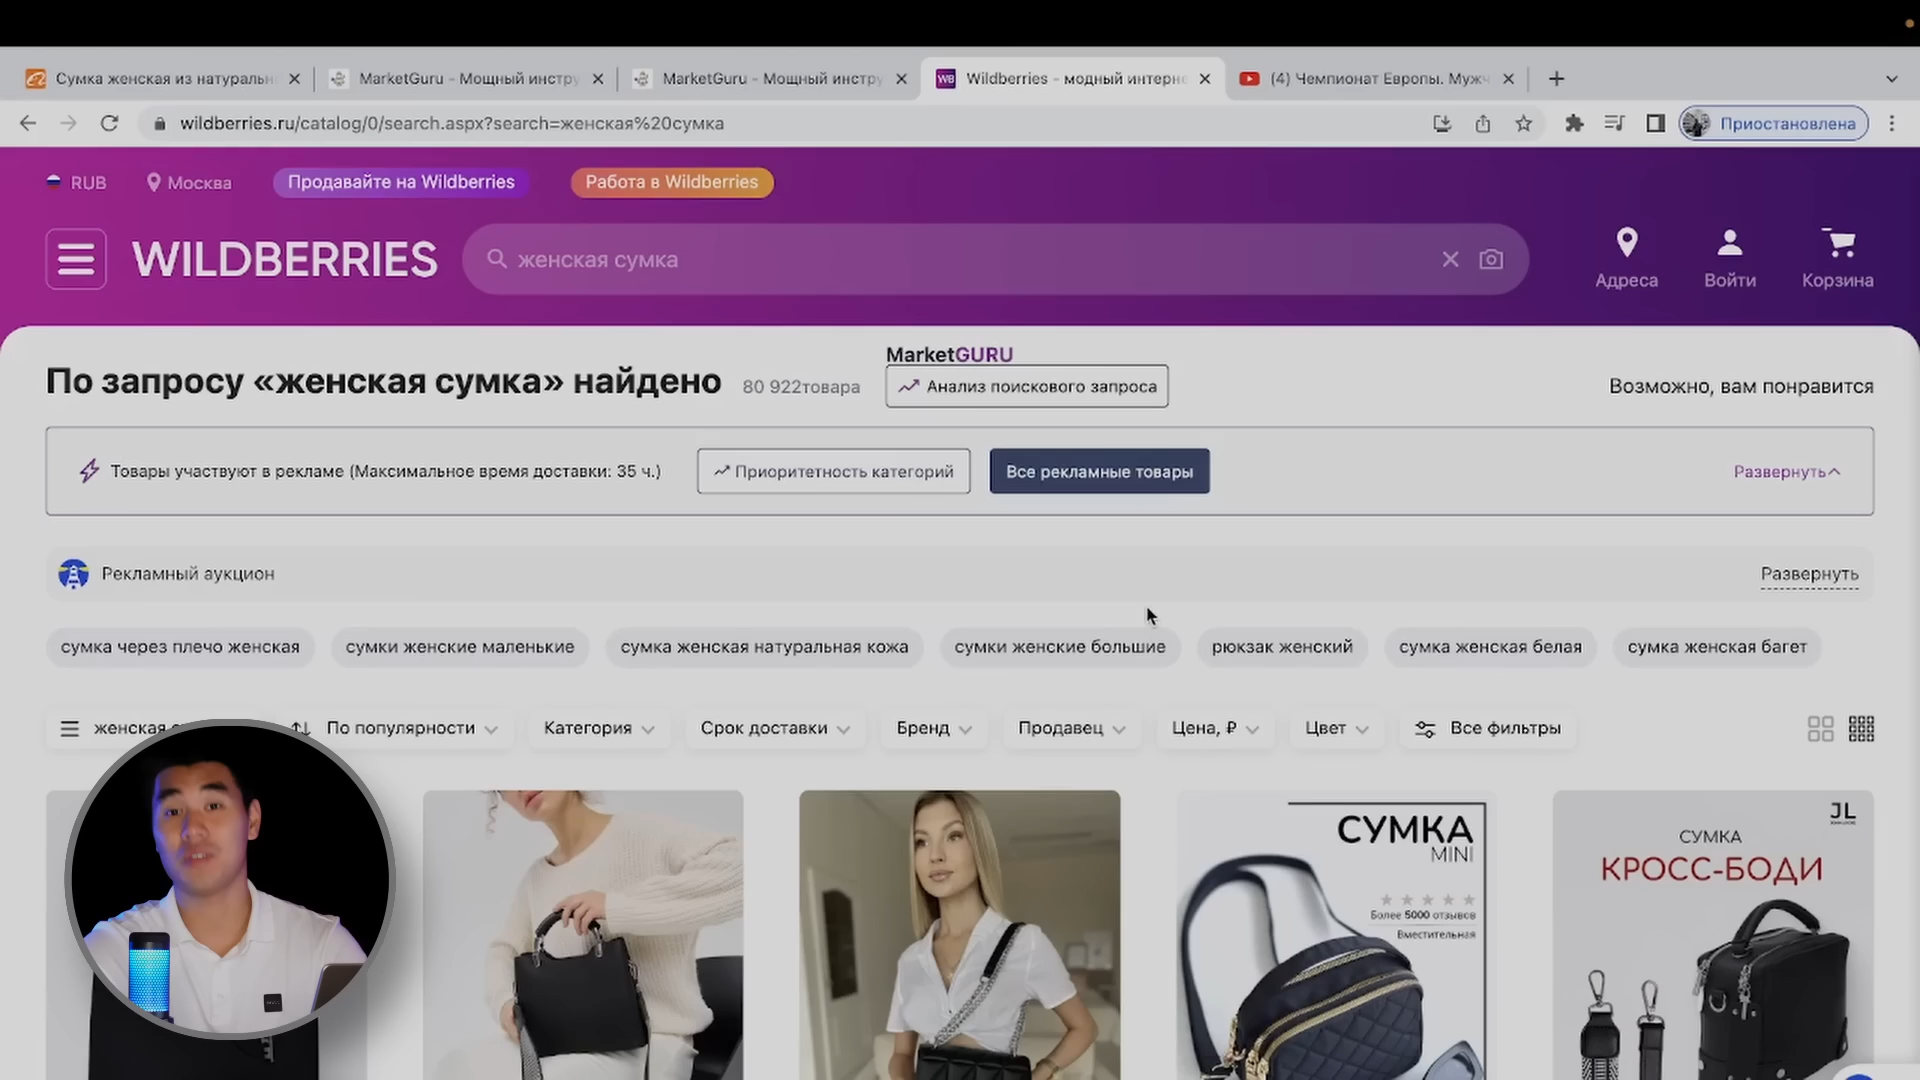 Сумка женская из натураль
MarketGuru - Мощный инстру
MarketGuru - Мощный инстру
WB
Wildberries - модный интерне
(4) Чемпионат Европы. Мужч
wildberries.ru/catalog/0/search.aspx?search=женская%20сумка
Приостановлена
RUB
Москва
Продавайте на Wildberries
Работа в Wildberries
WILDBERRIES
женская сумка
Адреса
Войти
Корзина
По запросу «женская сумка» найдено
80 922товара
MarketGURU
Анализ поискового запроса
Возможно, вам понравится
Товары участвуют в рекламе (Максимальное время доставки: 35 ч.)
Приоритетность категорий
Все рекламные товары
Развернуть
Рекламный аукцион
Развернуть
сумка через плечо женская
сумки женские маленькие
сумка женская натуральная кожа
сумки женские большие
рюкзак женский
сумка женская белая
сумка женская багет
женская
По популярности
Категория
Срок доставки
Бренд
Продавец
Цена, ₽
Цвет
Все фильтры
СУМКА
MINI
Более 5000 отзывов
Вместительная
JL
СУМКА
КРОСС-БОДИ